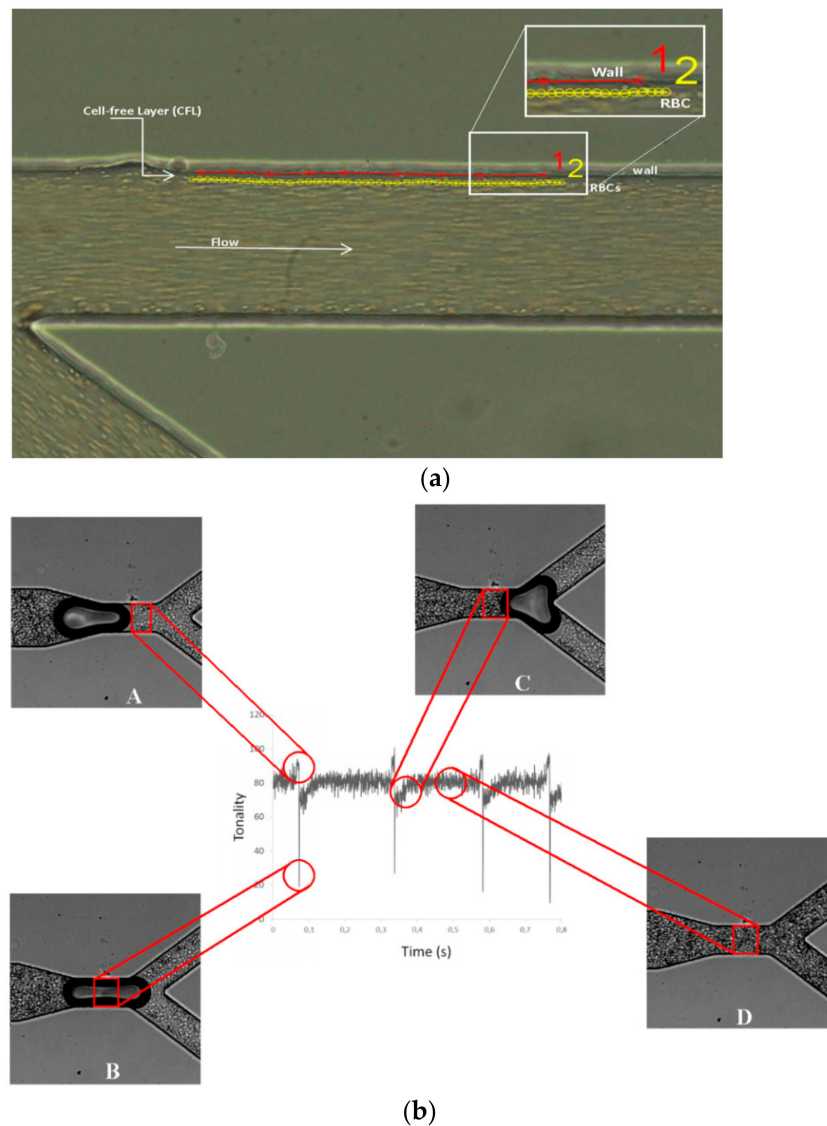 1
2
Wall
RBC
Cell-free Layer (CFL)
1
2
wall
RBCs
Flow
(a)
A
C
120
100
80
60
40
20
0
Tonality
0
0,1
0,2
0,3
0,4
0,5
0,6
0,7
0,8
Time (s)
B
D
(b)